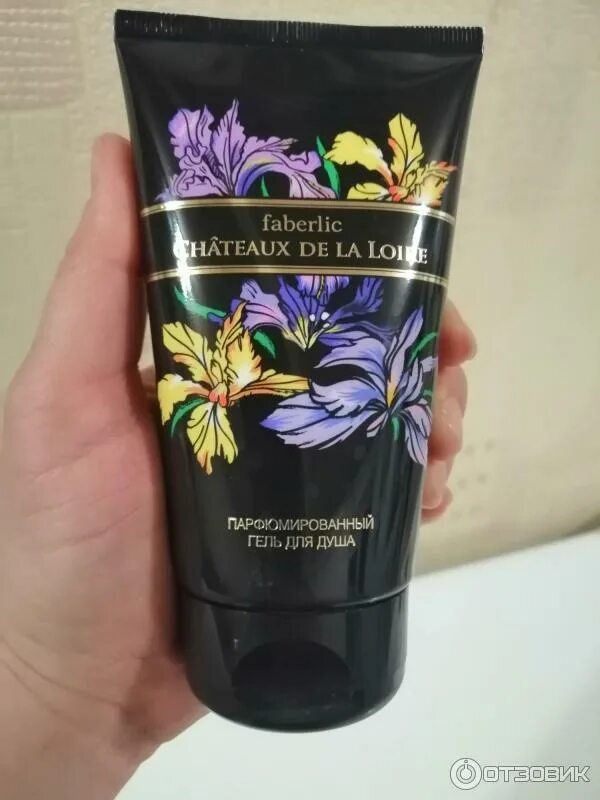 faberlic
CHÂTEAUX DE LA LOIRE
ПАРФЮМИРОВАННЫЙ
ГЕЛЬ ДЛЯ ДУША
ОТЗОВИК